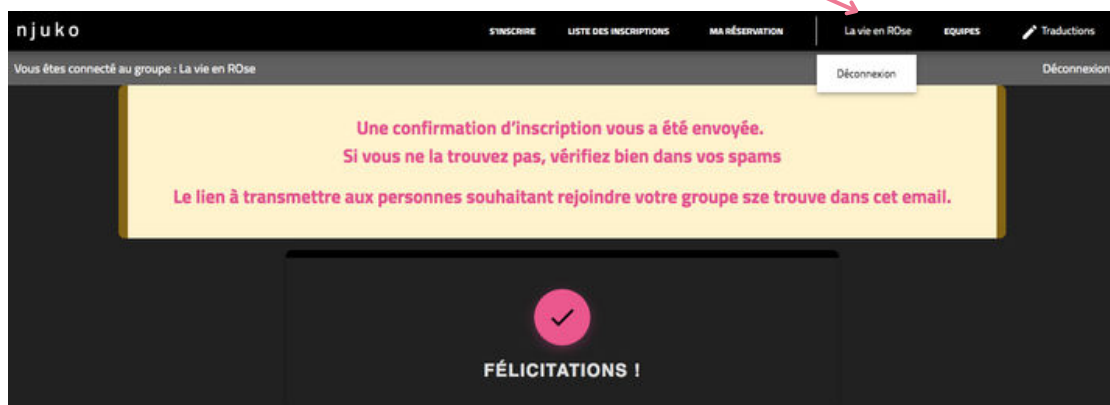 njuko
S'INSCRIRE LISTE DES INSCRIPTIONS MA RÉSERVATION La vie en ROse EQUIPES Traductions
Vous êtes connecté au groupe : La vie en ROse Déconnexion Déconnexion
Une confirmation d'inscription vous a été envoyée.
Si vous ne la trouvez pas, vérifiez bien dans vos spams
Le lien à transmettre aux personnes souhaitant rejoindre votre groupe sze trouve dans cet email.
FÉLICITATIONS !